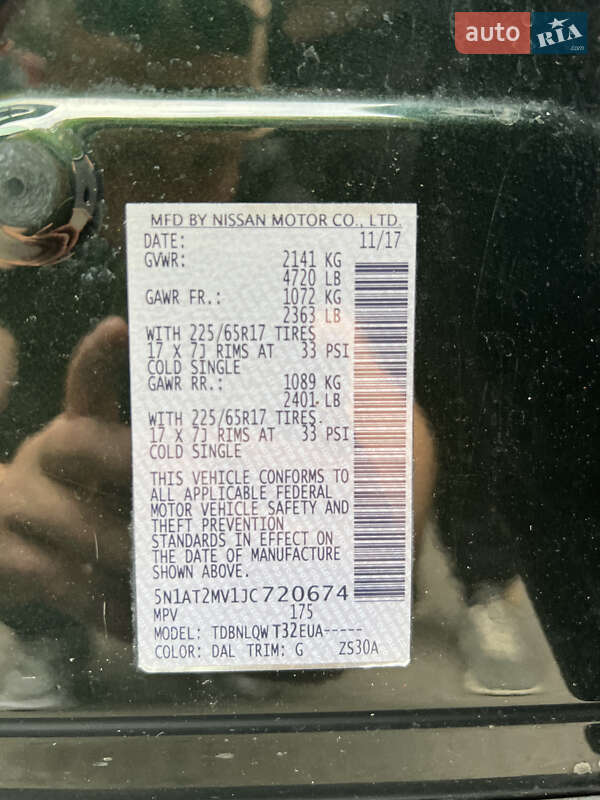 auto RIA.com
MFD BY NISSAN MOTOR CO., LTD.
DATE: 11/17
GVWR: 2141 KG
4720 LB
GAWR FR.: 1072 KG
2363 LB
WITH 225/65R17 TIRES
17 X 7J RIMS AT 33 PSI
COLD SINGLE
GAWR RR.: 1089 KG
2401 LB
WITH 225/65R17 TIRES.
17 X 7J RIMS AT 33 PSI
COLD SINGLE
THIS VEHICLE CONFORMS TO
ALL APPLICABLE FEDERAL
MOTOR VEHICLE SAFETY AND
THEFT PREVENTION
STANDARDS IN EFFECT ON
THE DATE OF MANUFACTURE
SHOWN ABOVE.
5N1AT2MV1JC720674
MPV 175
MODEL: TDBNLQW T32EUA-----
COLOR: DAL TRIM: G ZS30A